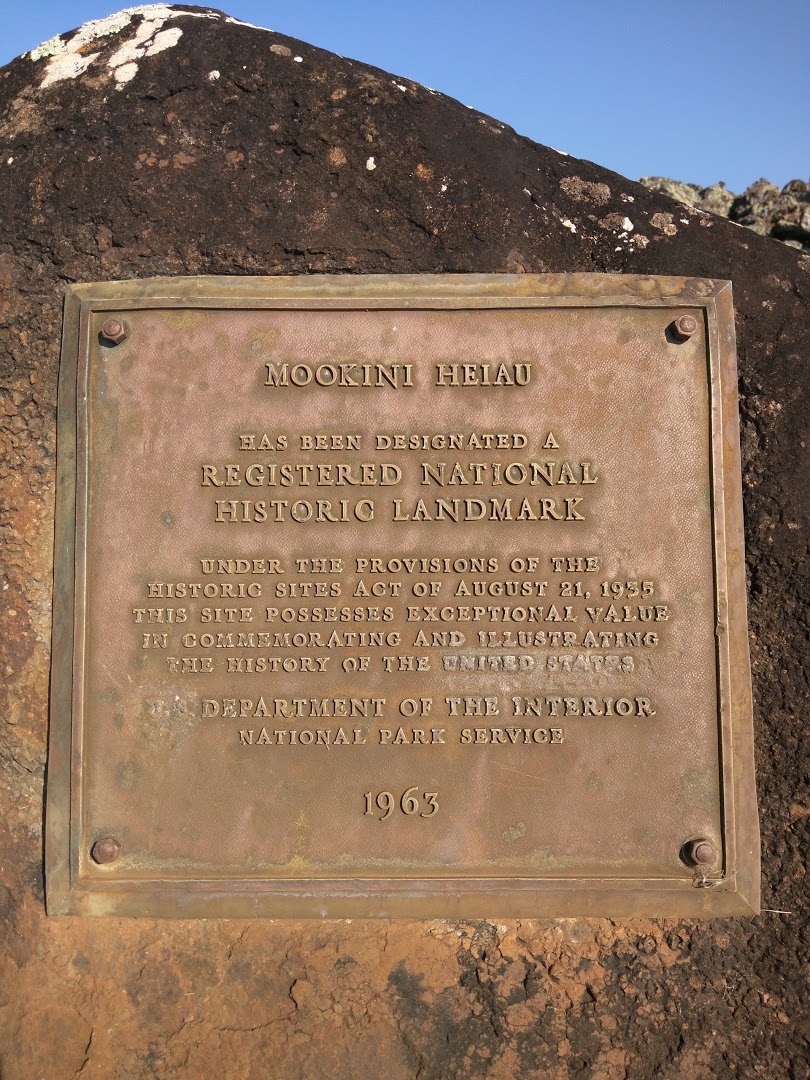 MOOKINI HEIAU
HAS BEEN DESIGNATED A
REGISTERED NATIONAL
HISTORIC LANDMARK
UNDER THE PROVISIONS OF THE
HISTORIC SITES ACT OF AUGUST 21, 1935
THIS SITE POSSESSES EXCEPTIONAL VALUE
IN COMMEMORATING AND ILLUSTRATING
THE HISTORY OF THE UNITED STATES
U.S. DEPARTMENT OF THE INTERIOR
NATIONAL PARK SERVICE
1963